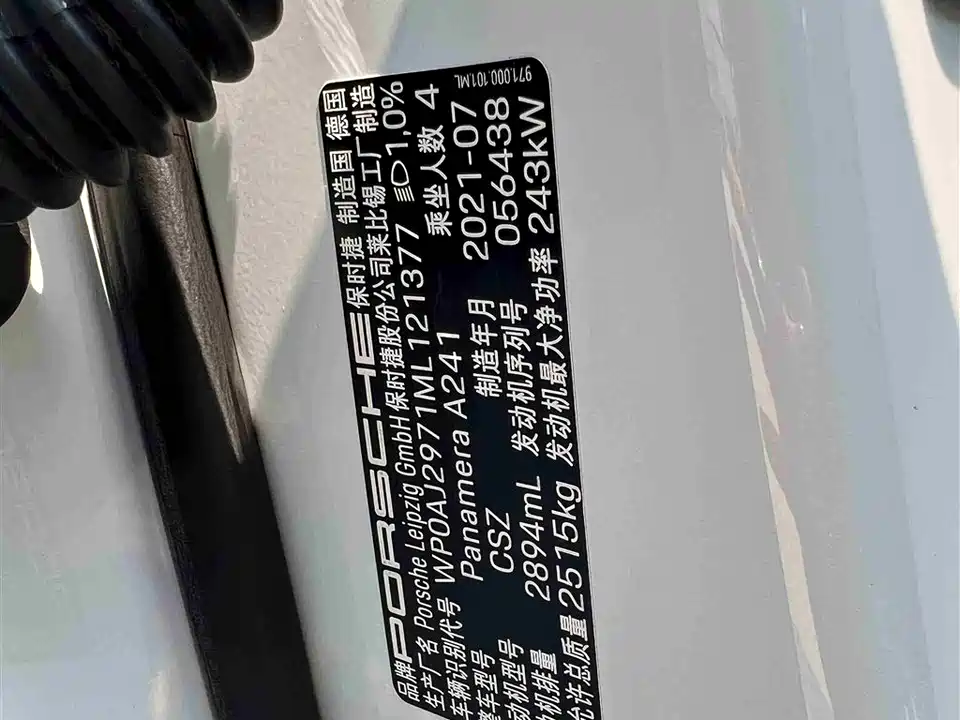 品牌 PORSCHE 保时捷 制造国 德国
生产厂名 Porsche Leipzig GmbH 保时捷股份公司莱比锡工厂制造
车辆识别代号 WP0AJ2971ML121377 1,0%
整车型号 Panamera A241 乘坐人数 4
发动机型号 CSZ 制造年月 2021-07
发动机排量 2894mL 发动机序列号 056438
允许总质量 2515kg 发动机最大净功率 243kW
971.000.101.ML